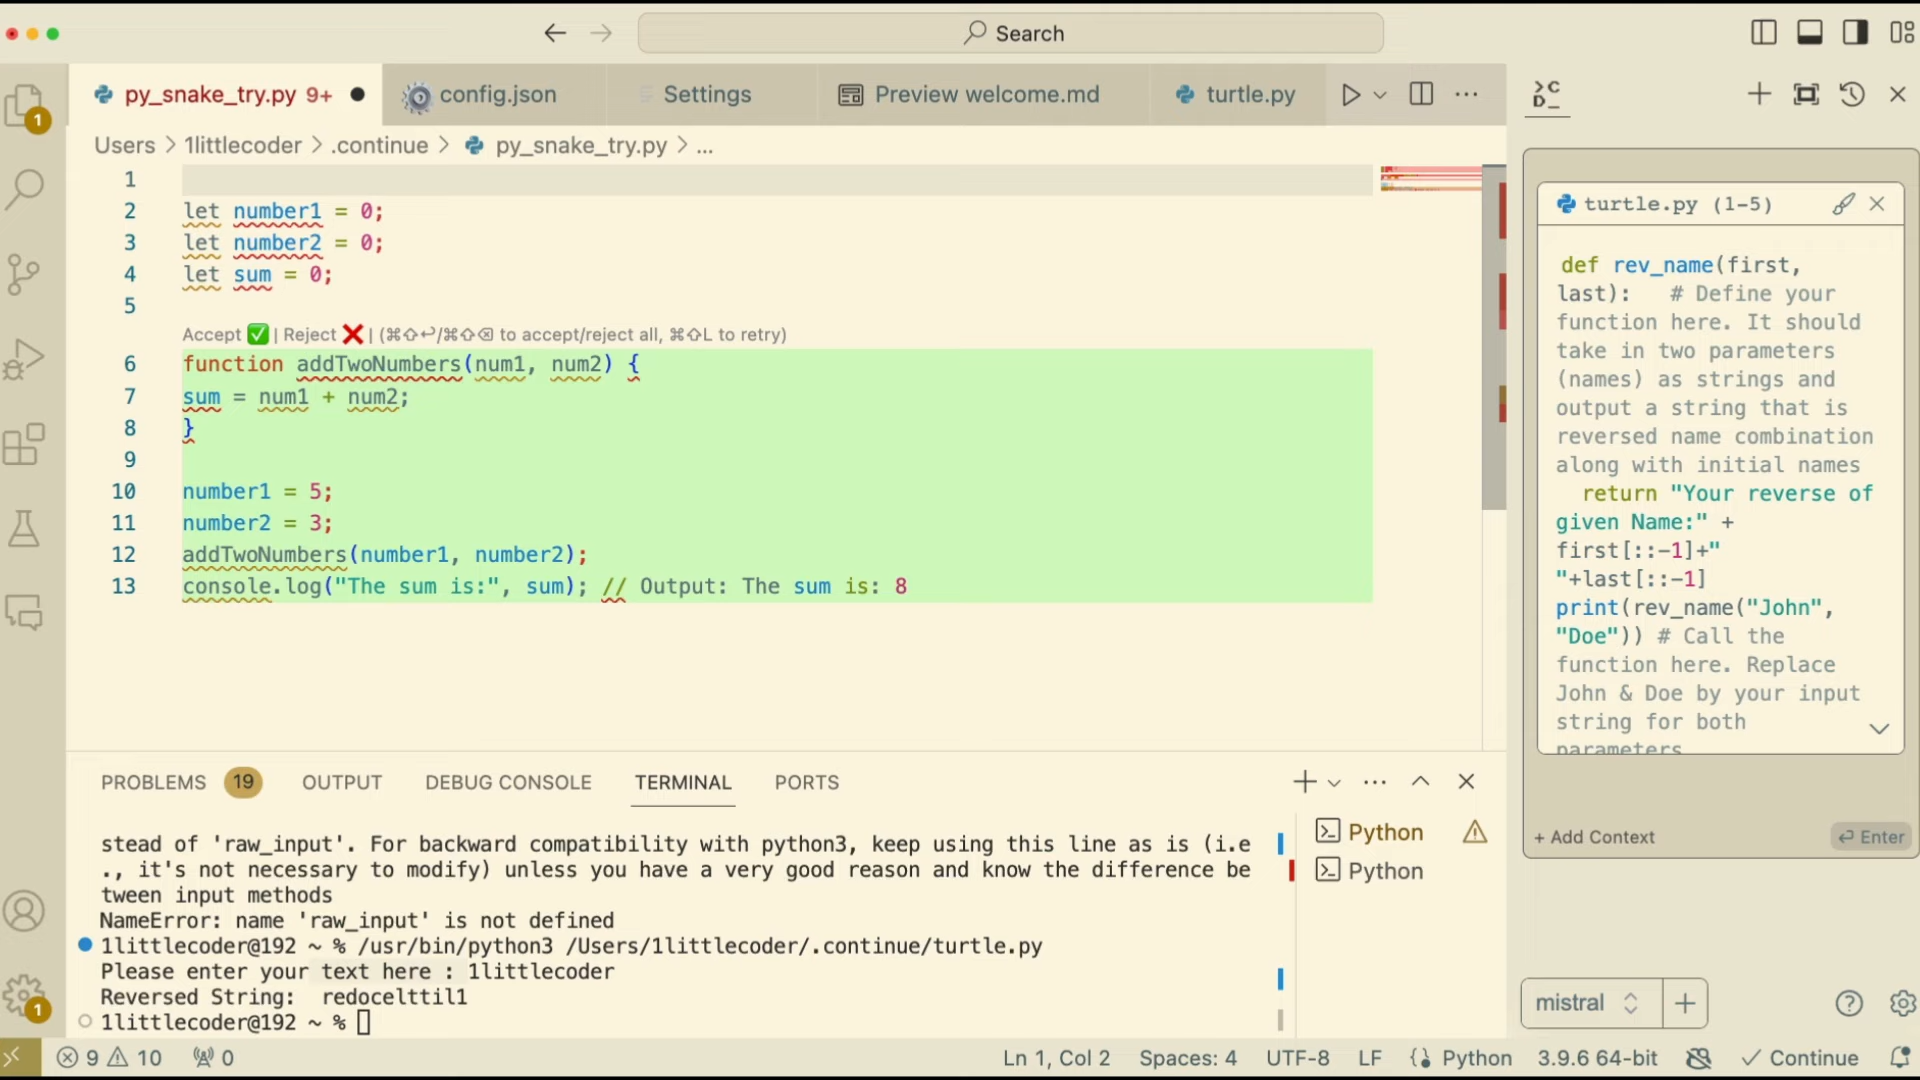 Search
py_snake_try.py 9+
config.json
Settings
Preview welcome.md
turtle.py
1
Users > 1littlecoder > .continue > py_snake_try.py > ...
1
2 let number1 = 0;
3 let number2 = 0;
4 let sum = 0;
5
Accept ✅ | Reject ❌ | (⌘⇧⏎/⌘⇧⌫ to accept/reject all, ⌘⇧L to retry)
6 function addTwoNumbers(num1, num2) {
7 sum = num1 + num2;
8 }
9
10 number1 = 5;
11 number2 = 3;
12 addTwoNumbers(number1, number2);
13 console.log("The sum is:", sum); // Output: The sum is: 8
turtle.py (1-5)
def rev_name(first,
last): # Define your
function here. It should
take in two parameters
(names) as strings and
output a string that is
reversed name combination
along with initial names
return "Your reverse of
given Name:" +
first[::-1]+"
"+last[::-1]
print(rev_name("John",
"Doe")) # Call the
function here. Replace
John & Doe by your input
string for both
parameters
+ Add Context
⏎ Enter
PROBLEMS 19 OUTPUT DEBUG CONSOLE TERMINAL PORTS
stead of 'raw_input'. For backward compatibility with python3, keep using this line as is (i.e
., it's not necessary to modify) unless you have a very good reason and know the difference be
tween input methods
NameError: name 'raw_input' is not defined
1littlecoder@192 ~ % /usr/bin/python3 /Users/1littlecoder/.continue/turtle.py
Please enter your text here : 1littlecoder
Reversed String:  redocelttil1
1littlecoder@192 ~ %
Python
Python
mistral
1
9 10 0
Ln 1, Col 2 Spaces: 4 UTF-8 LF Python 3.9.6 64-bit Continue